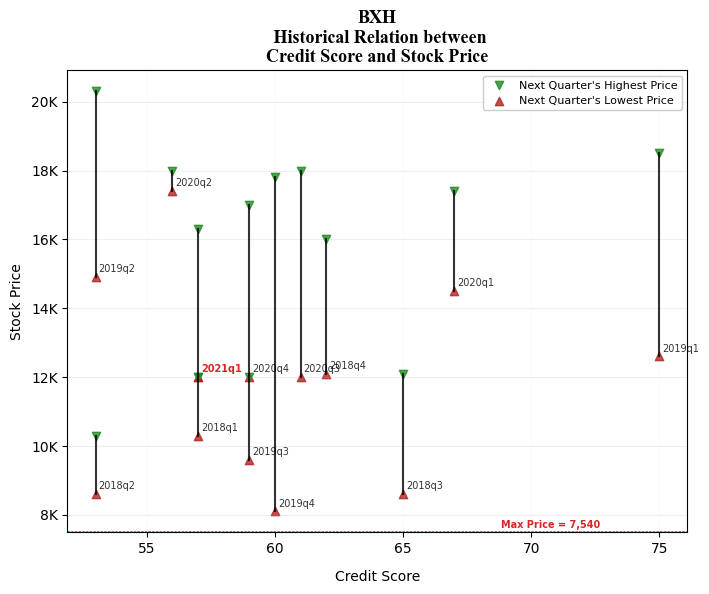 BXH
Historical Relation between
Credit Score and Stock Price
Next Quarter's Highest Price
Next Quarter's Lowest Price
20K
18K
16K
14K
12K
10K
8K
Stock Price
2020q2
2019q2
2020q1
2019q1
2021q1
2020q4
2020q3
2018q4
2018q1
2019q3
2018q2
2018q3
2019q4
Max Price = 7,540
55
60
65
70
75
Credit Score